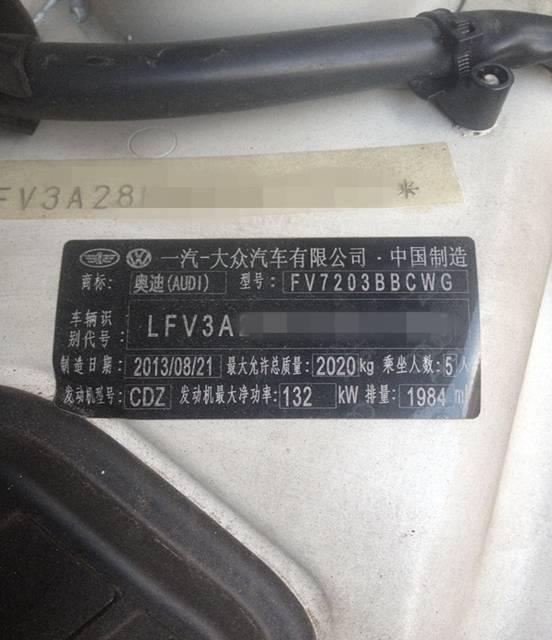 FV3A28 *
一汽-大众汽车有限公司·中国制造
商标: 奥迪(AUDI) 型号: FV7203BBCWG
车辆识别代号: LFV3A
制造日期: 2013/08/21 最大允许总质量: 2020kg 乘坐人数: 5人
发动机型号: CDZ 发动机最大净功率: 132 kW 排量: 1984 ml